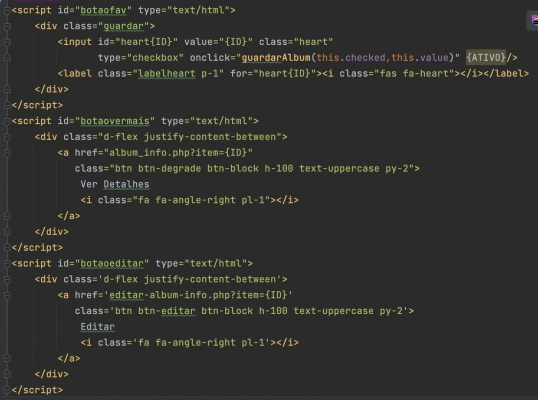 <script id="botaofav" type="text/html">
<div class="guardar">
<input id="heart{ID}" value="{ID}" class="heart"
type="checkbox" onclick="guardarAlbum(this.checked,this.value)" {ATIVO}/>
<label class="labelheart p-1" for="heart{ID}"><i class="fas fa-heart"></i></label>
</div>
</script>
<script id="botaovermais" type="text/html">
<div class="d-flex justify-content-between">
<a href="album_info.php?item={ID}"
class="btn btn-degrade btn-block h-100 text-uppercase py-2">
Ver Detalhes
<i class="fa fa-angle-right pl-1"></i>
</a>
</div>
</script>
<script id="botaoeditar" type="text/html">
<div class='d-flex justify-content-between'>
<a href='editar-album-info.php?item={ID}'
class='btn btn-editar btn-block h-100 text-uppercase py-2'>
Editar
<i class='fa fa-angle-right pl-1'></i>
</a>
</div>
</script>